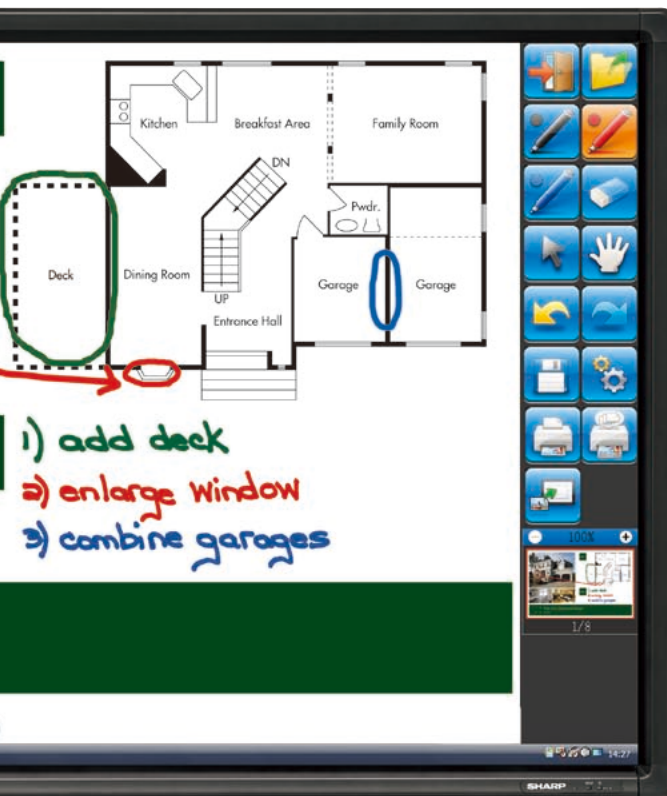 Kitchen
Breakfast Area
Family Room
DN
Pwdr.
Deck
Dining Room
Garage
Garage
UP
Entrance Hall
1) add deck
2) enlarge window
3) combine garages
100%
1/8
14:27
SHARP